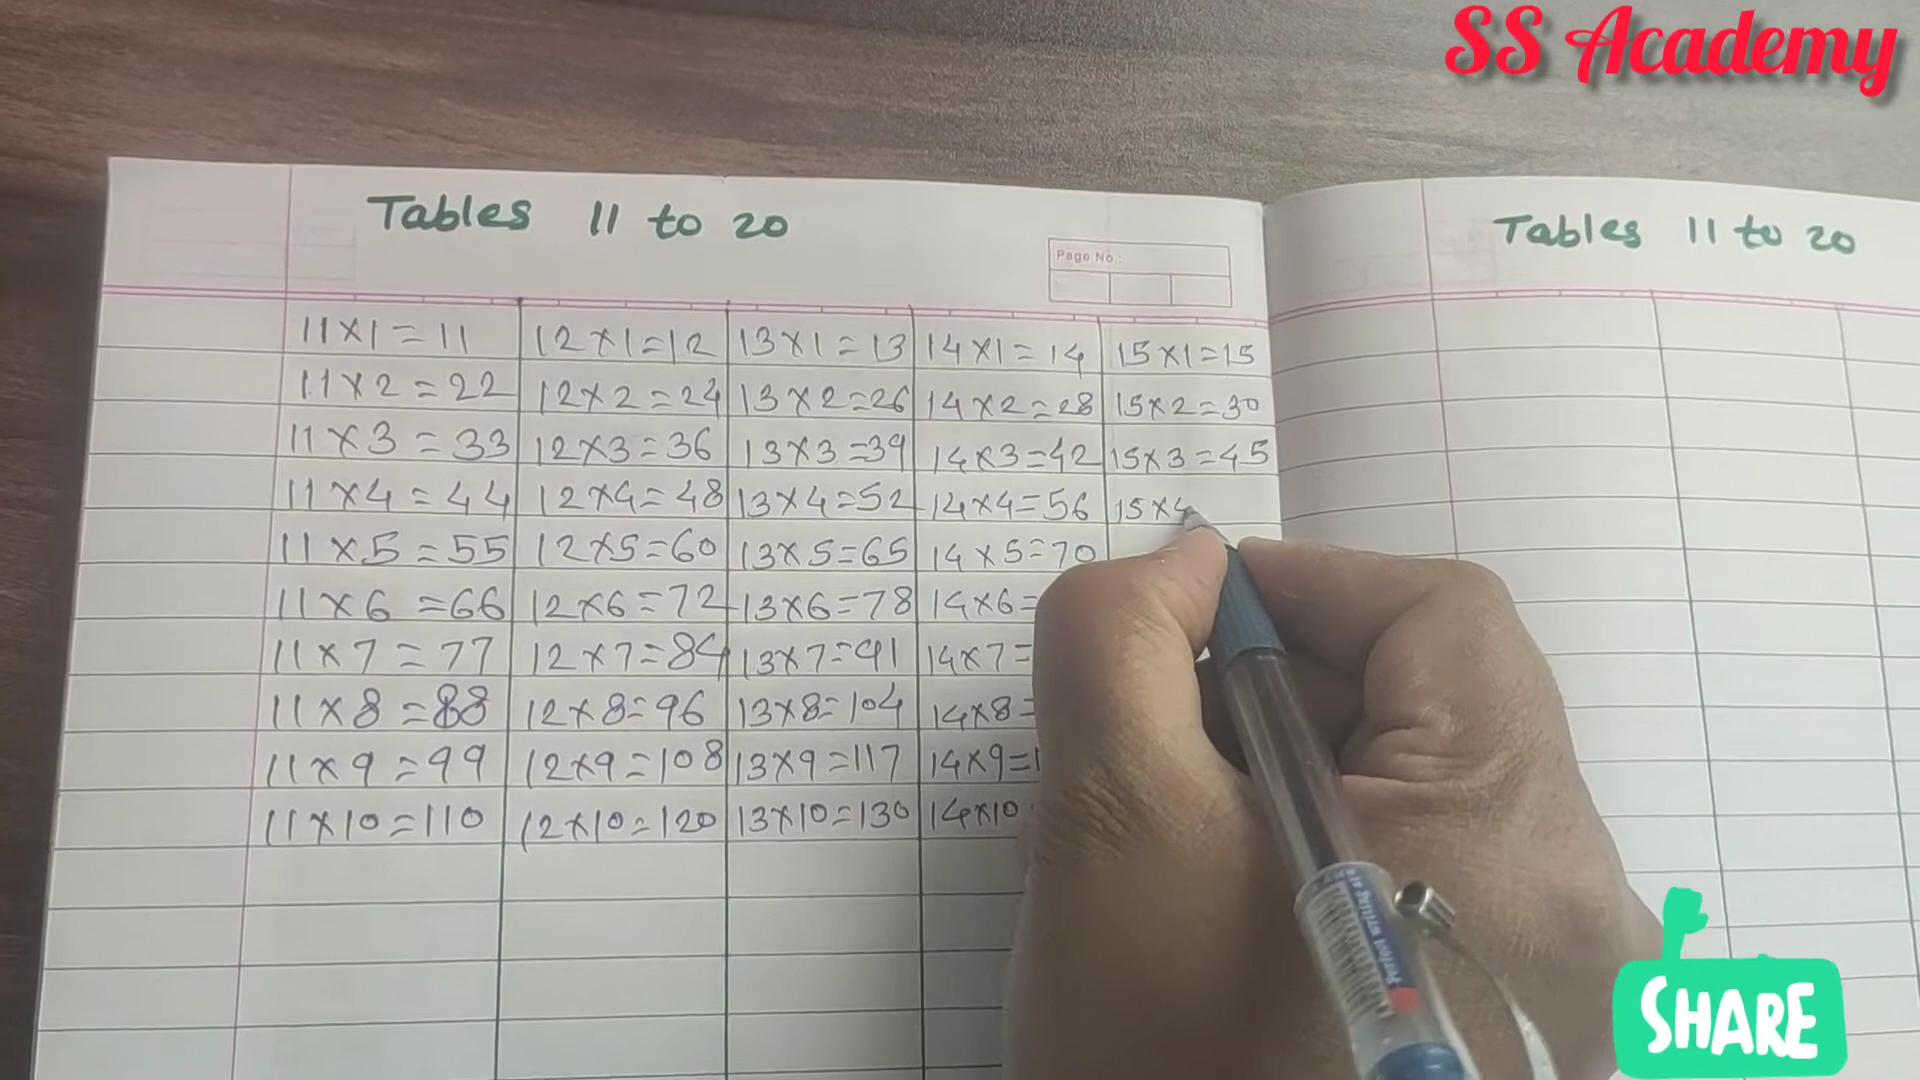 SS Academy
Tables 11 to 20
Page No.:
11×1=11 12×1=12 13×1=13 14×1=14 15×1=15
11×2=22 12×2=24 13×2=26 14×2=28 15×2=30
11×3=33 12×3=36 13×3=39 14×3=42 15×3=45
11×4=44 12×4=48 13×4=52 14×4=56 15×4
11×5=55 12×5=60 13×5=65 14×5=70
11×6=66 12×6=72 13×6=78 14×6=
11×7=77 12×7=84 13×7=91 14×7=
11×8=88 12×8=96 13×8=104 14×8=
11×9=99 12×9=108 13×9=117 14×9=1
11×10=110 12×10=120 13×10=130 14×10
Tables 11 to 20
Perfect writing
SHARE